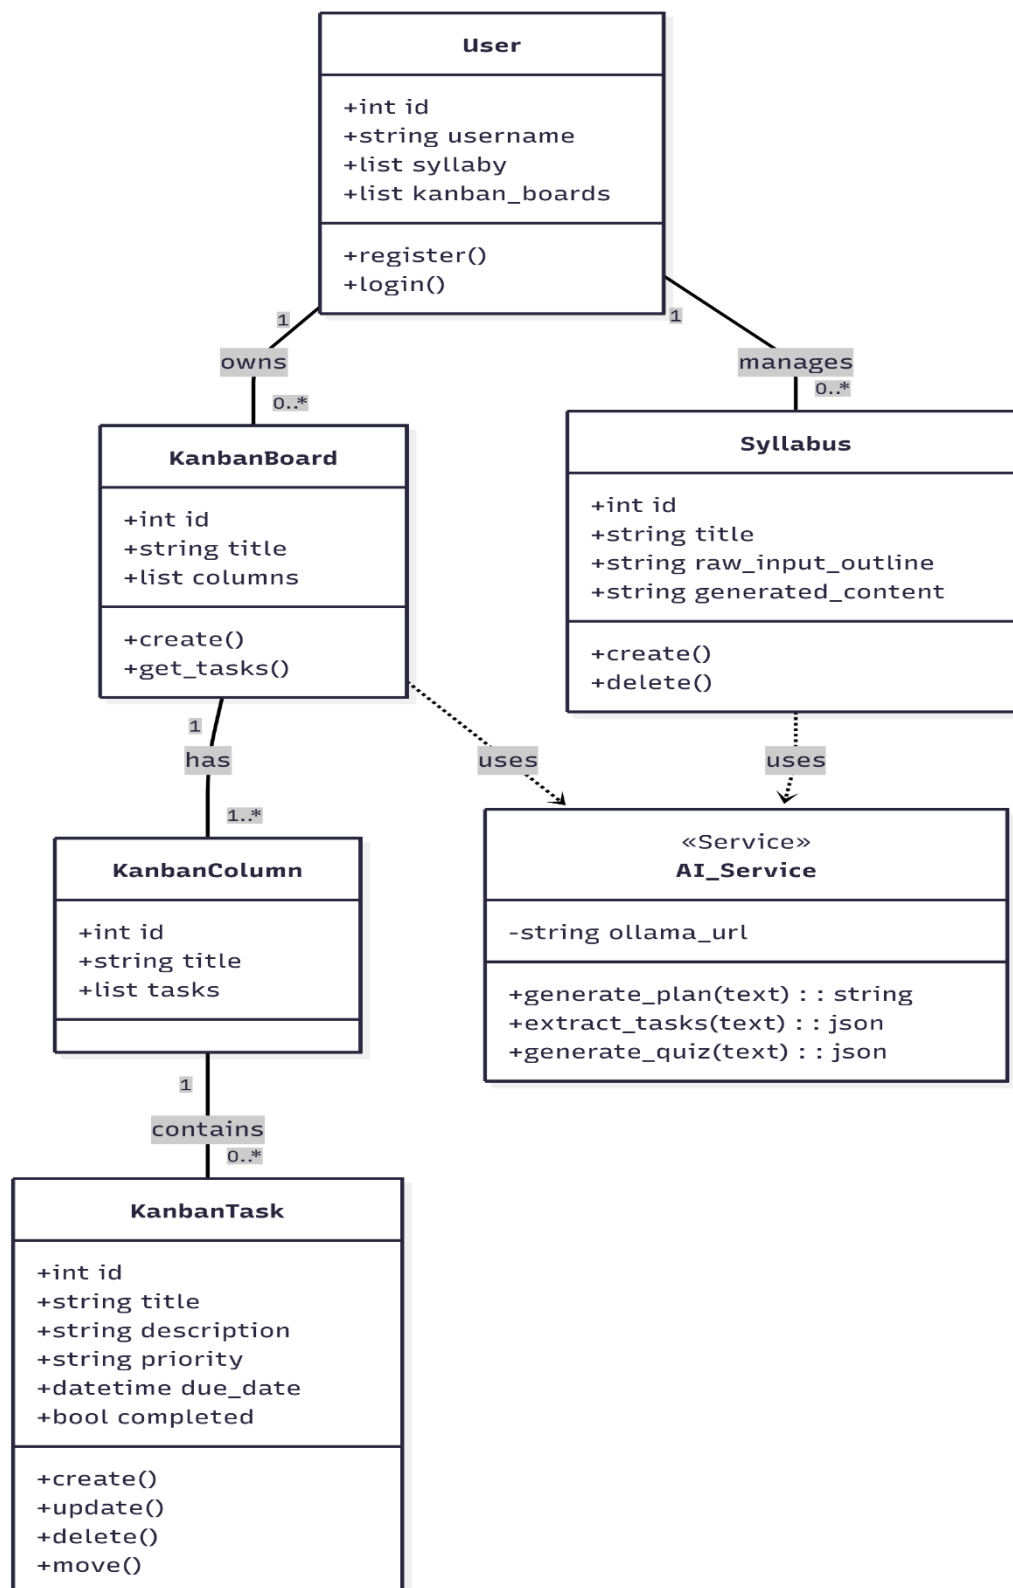 User
+int id
+string username
+list syllaby
+list kanban_boards
+register()
+login()
1
1
owns
manages
0..*
0..*
KanbanBoard
+int id
+string title
+list columns
+create()
+get_tasks()
Syllabus
+int id
+string title
+string raw_input_outline
+string generated_content
+create()
+delete()
1
has
uses
uses
1..*
KanbanColumn
+int id
+string title
+list tasks
«Service»
AI_Service
-string ollama_url
+generate_plan(text) : : string
+extract_tasks(text) : : json
+generate_quiz(text) : : json
1
contains
0..*
KanbanTask
+int id
+string title
+string description
+string priority
+datetime due_date
+bool completed
+create()
+update()
+delete()
+move()